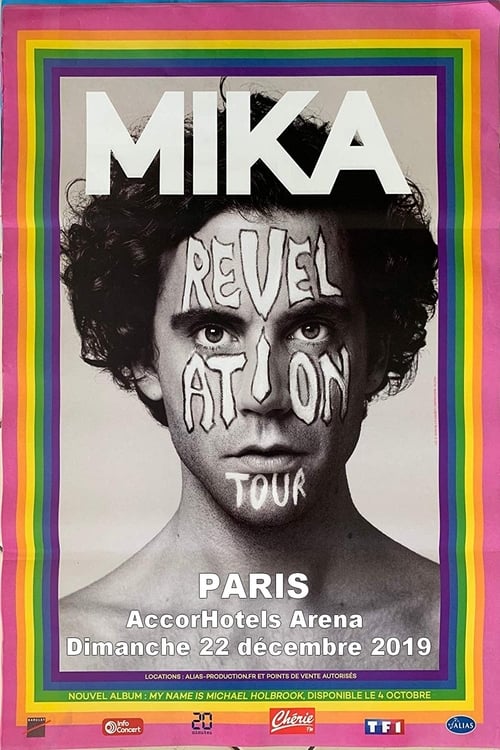 MIKA
REVEL
ATION
TOUR
PARIS
AccorHotels Arena
Dimanche 22 décembre 2019
LOCATIONS : ALIAS-PRODUCTION.FR ET POINTS DE VENTE AUTORISÉS
NOUVEL ALBUM : MY NAME IS MICHAEL HOLBROOK, DISPONIBLE LE 4 OCTOBRE
BARCLAY
info Concert
20 minutes
Chérie FM
TF1
ALIAS